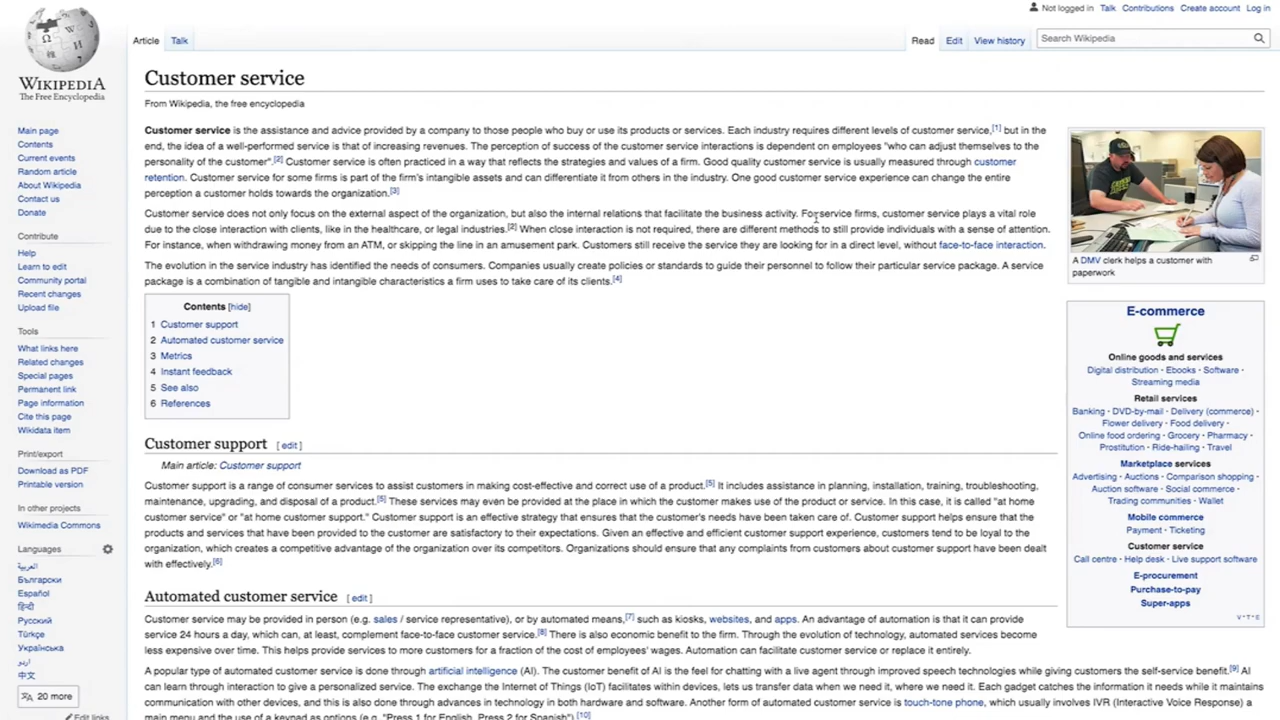 Not logged in Talk Contributions Create account Log in
Article Talk
Read Edit View history Search Wikipedia
WIKIPEDIA
The Free Encyclopedia
Main page
Contents
Current events
Random article
About Wikipedia
Contact us
Donate
Contribute
Help
Learn to edit
Community portal
Recent changes
Upload file
Tools
What links here
Related changes
Special pages
Permanent link
Page information
Cite this page
Wikidata item
Print/export
Download as PDF
Printable version
In other projects
Wikimedia Commons
Languages
العربية
Български
Español
हिन्दी
Русский
Türkçe
Українська
اردو
中文
20 more
Edit links
Customer service
From Wikipedia, the free encyclopedia
Customer service is the assistance and advice provided by a company to those people who buy or use its products or services. Each industry requires different levels of customer service,[1] but in the
end, the idea of a well-performed service is that of increasing revenues. The perception of success of the customer service interactions is dependent on employees "who can adjust themselves to the
personality of the customer".[2] Customer service is often practiced in a way that reflects the strategies and values of a firm. Good quality customer service is usually measured through customer
retention. Customer service for some firms is part of the firm's intangible assets and can differentiate it from others in the industry. One good customer service experience can change the entire
perception a customer holds towards the organization.[3]
Customer service does not only focus on the external aspect of the organization, but also the internal relations that facilitate the business activity. For service firms, customer service plays a vital role
due to the close interaction with clients, like in the healthcare, or legal industries.[2] When close interaction is not required, there are different methods to still provide individuals with a sense of attention.
For instance, when withdrawing money from an ATM, or skipping the line in an amusement park. Customers still receive the service they are looking for in a direct level, without face-to-face interaction.
The evolution in the service industry has identified the needs of consumers. Companies usually create policies or standards to guide their personnel to follow their particular service package. A service
package is a combination of tangible and intangible characteristics a firm uses to take care of its clients.[4]
Contents [hide]
1 Customer support
2 Automated customer service
3 Metrics
4 Instant feedback
5 See also
6 References
Customer support [ edit ]
Main article: Customer support
Customer support is a range of consumer services to assist customers in making cost-effective and correct use of a product.[5] It includes assistance in planning, installation, training, troubleshooting,
maintenance, upgrading, and disposal of a product.[5] These services may even be provided at the place in which the customer makes use of the product or service. In this case, it is called "at home
customer service" or "at home customer support." Customer support is an effective strategy that ensures that the customer's needs have been taken care of. Customer support helps ensure that the
products and services that have been provided to the customer are satisfactory to their expectations. Given an effective and efficient customer support experience, customers tend to be loyal to the
organization, which creates a competitive advantage of the organization over its competitors. Organizations should ensure that any complaints from customers about customer support have been dealt
with effectively.[6]
Automated customer service [ edit ]
Customer service may be provided in person (e.g. sales / service representative), or by automated means,[7] such as kiosks, websites, and apps. An advantage of automation is that it can provide
service 24 hours a day, which can, at least, complement face-to-face customer service.[8] There is also economic benefit to the firm. Through the evolution of technology, automated services become
less expensive over time. This helps provide services to more customers for a fraction of the cost of employees' wages. Automation can facilitate customer service or replace it entirely.
A popular type of automated customer service is done through artificial intelligence (AI). The customer benefit of AI is the feel for chatting with a live agent through improved speech technologies while giving customers the self-service benefit.[9] AI
can learn through interaction to give a personalized service. The exchange the Internet of Things (IoT) facilitates within devices, lets us transfer data when we need it, where we need it. Each gadget catches the information it needs while it maintains
communication with other devices, and this is also done through advances in technology in both hardware and software. Another form of automated customer service is touch-tone phone, which usually involves IVR (Interactive Voice Response) a
main menu and the use of a keypad as options (e.g. "Press 1 for English, Press 2 for Spanish").[10]
A DMV clerk helps a customer with
paperwork
E-commerce
Online goods and services
Digital distribution · Ebooks · Software ·
Streaming media
Retail services
Banking · DVD-by-mail · Delivery (commerce) ·
Flower delivery · Food delivery ·
Online food ordering · Grocery · Pharmacy ·
Prostitution · Ride-hailing · Travel
Marketplace services
Advertising · Auctions · Comparison shopping ·
Auction software · Social commerce ·
Trading communities · Wallet
Mobile commerce
Payment · Ticketing
Customer service
Call centre · Help desk · Live support software
E-procurement
Purchase-to-pay
Super-apps
V·T·E